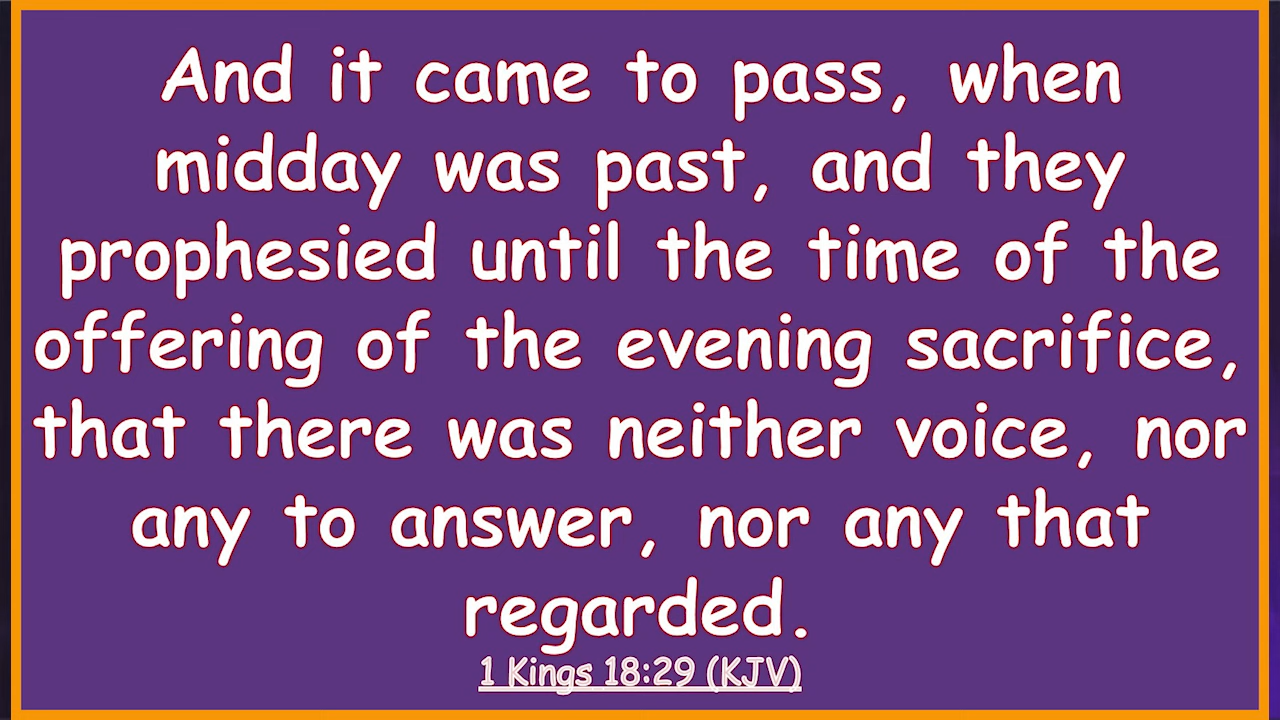 And it came to pass, when
midday was past, and they
prophesied until the time of the
offering of the evening sacrifice,
that there was neither voice, nor
any to answer, nor any that
regarded.
1 Kings 18:29 (KJV)